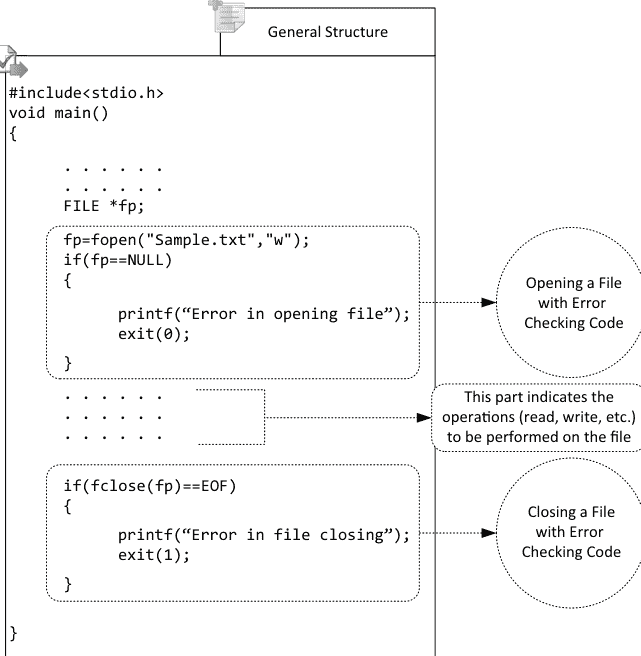 General Structure
#include<stdio.h>
void main()
{
. . . . . .
. . . . . .
FILE *fp;
fp=fopen("Sample.txt","w");
if(fp==NULL)
{
printf(“Error in opening file”);
exit(0);
}
Opening a File
with Error
Checking Code
. . . . . .
. . . . . .
. . . . . .
This part indicates the
operations (read, write, etc.)
to be performed on the file
if(fclose(fp)==EOF)
{
printf(“Error in file closing”);
exit(1);
}
Closing a File
with Error
Checking Code
}